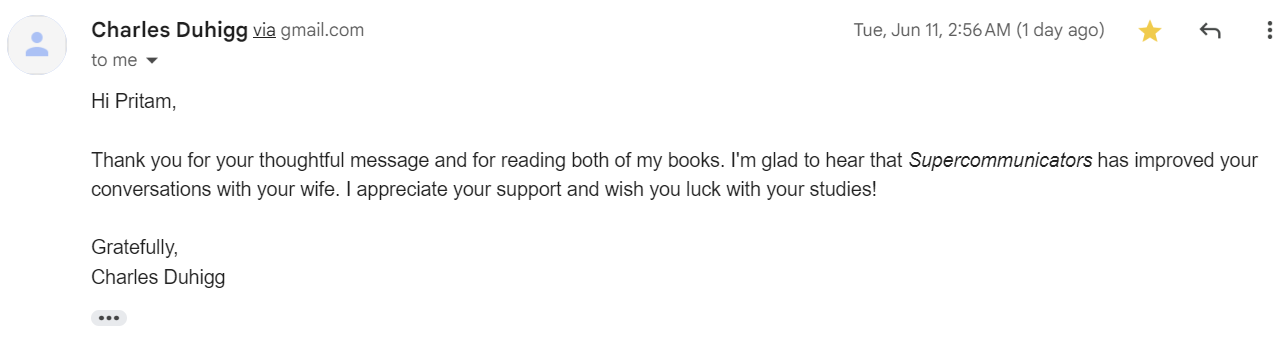 Charles Duhigg via gmail.com Tue, Jun 11, 2:56 AM (1 day ago)
to me
Hi Pritam,
Thank you for your thoughtful message and for reading both of my books. I'm glad to hear that Supercommunicators has improved your
conversations with your wife. I appreciate your support and wish you luck with your studies!
Gratefully,
Charles Duhigg